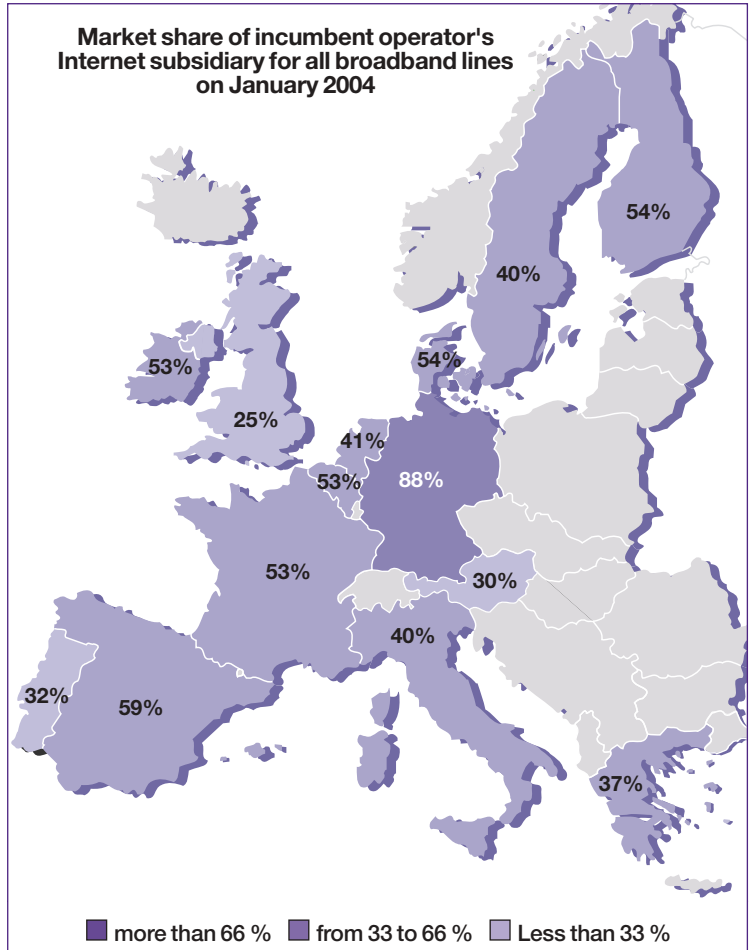 Market share of incumbent operator's
Internet subsidiary for all broadband lines
on January 2004
54%
40%
54%
53%
25%
41%
53%
88%
53%
30%
40%
32%
59%
37%
more than 66 %
from 33 to 66 %
Less than 33 %